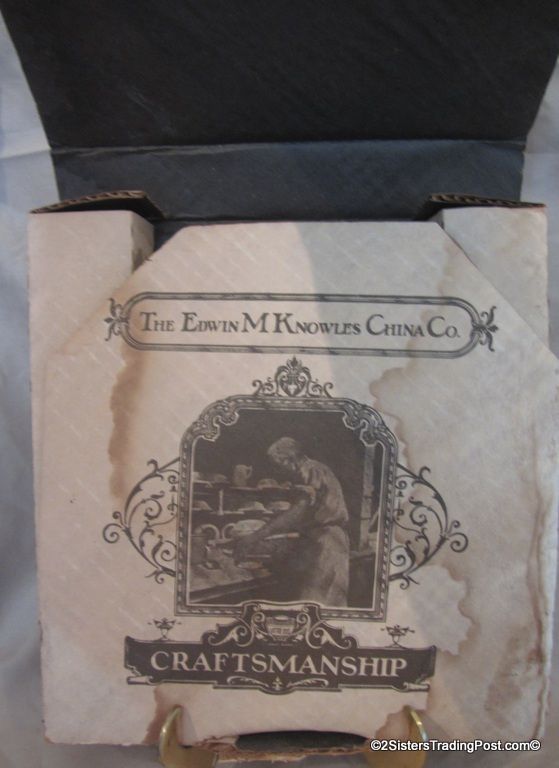 The Edwin M Knowles China Co.
CRAFTSMANSHIP
©2SistersTradingPost.com©